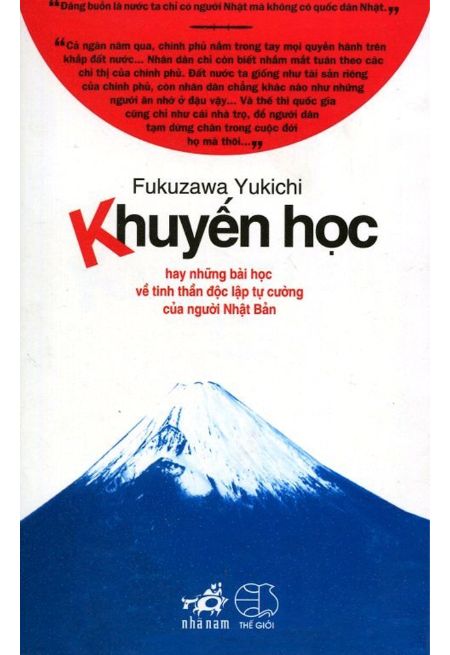 “Đáng buồn là nước ta chỉ có người Nhật mà không có quốc dân Nhật.„
“Cả ngàn năm qua, chính phủ nắm trong tay mọi quyền hành trên
khắp đất nước... Nhân dân chỉ còn biết nhắm mắt tuân theo các
chỉ thị của chính phủ. Đất nước ta giống như tài sản riêng
của chính phủ, còn nhân dân chẳng khác nào như những
người ăn nhờ ở đậu vậy... Và thế thì quốc gia
cũng chỉ như cái nhà trọ, để người dân
tạm dừng chân trong cuộc đời
họ mà thôi...„
Fukuzawa Yukichi
Khuyến học
hay những bài học
về tinh thần độc lập tự cường
của người Nhật Bản
nhã nam
THẾ GIỚI